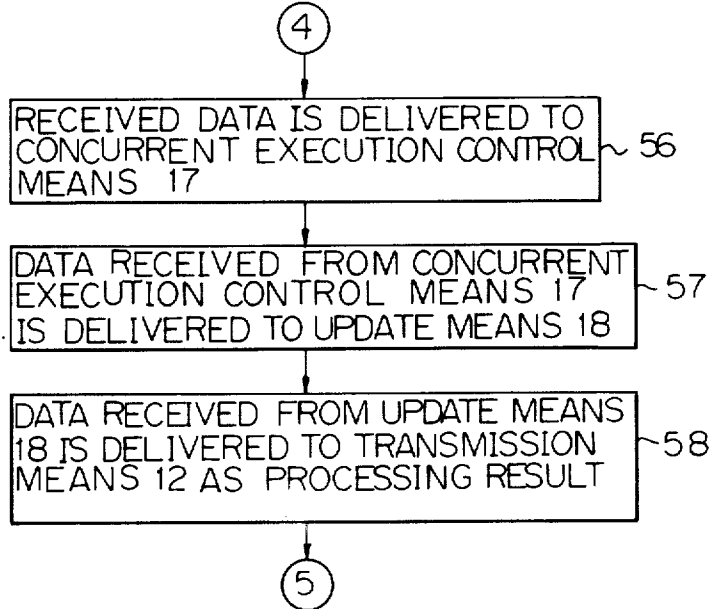 4
RECEIVED DATA IS DELIVERED TO
CONCURRENT EXECUTION CONTROL
MEANS 17
56
DATA RECEIVED FROM CONCURRENT
EXECUTION CONTROL MEANS 17
IS DELIVERED TO UPDATE MEANS 18
57
DATA RECEIVED FROM UPDATE MEANS
18 IS DELIVERED TO TRANSMISSION
MEANS 12 AS PROCESSING RESULT
58
5